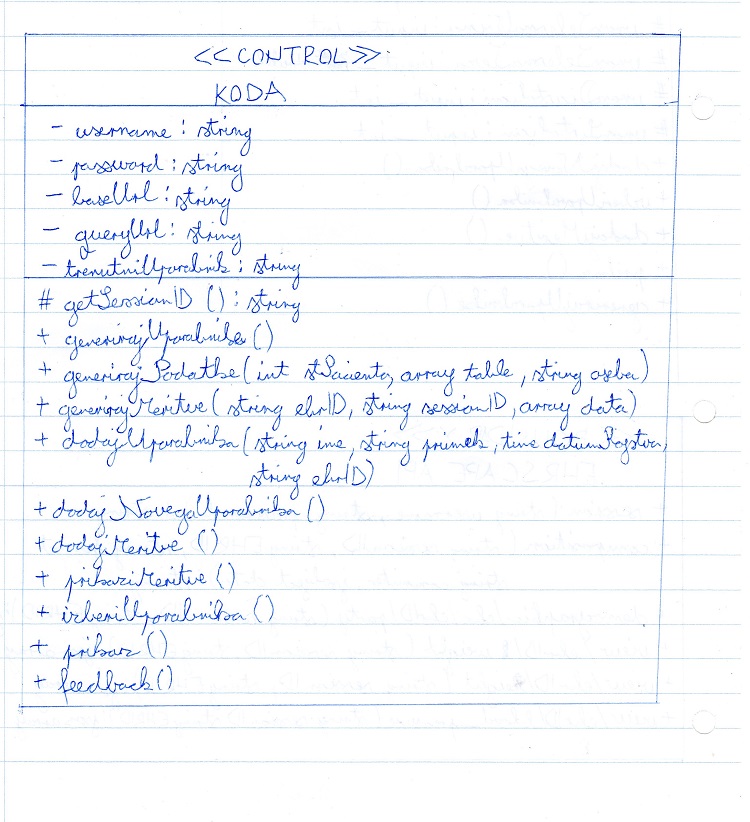 <<CONTROL>>
KODA
- username : string
- password : string
- baseUrl : string
- queryUrl : string
- trenutniUporabnik : string
# getSessionID () : string
+ generirajUporabnike ()
+ generirajPodatke (int stPacienta, array table, string oseba)
+ generirajMeritve (string ehrID, string sessionID, array data)
+ dodajUporabnika (string ime, string priimek, time datumRojstva,
string ehrID)
+ dodajNovegaUporabnika ()
+ dodajMeritve ()
+ prikaziMeritve ()
+ izberiUporabnika ()
+ prikaz ()
+ feedback ()